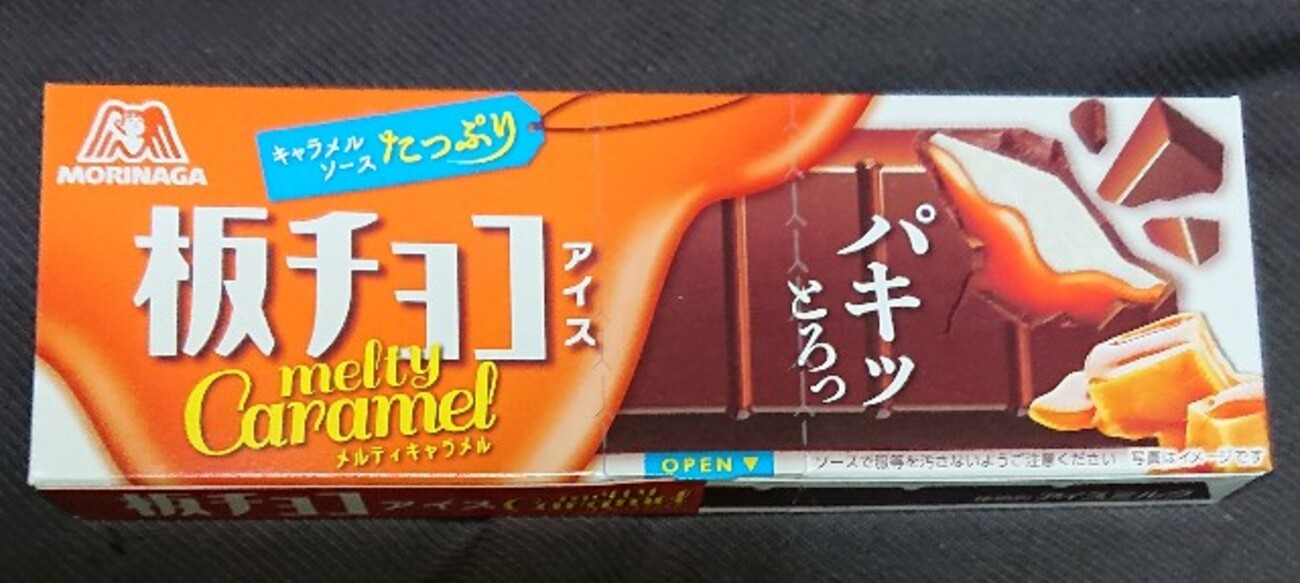 MORINAGA
キャラメル
ソース たっぷり
板チョコ
アイス
melty
Caramel
メルティキャラメル
パキッ
とろっ
OPEN▼
ソースで服等を汚さないようご注意ください 写真はイメージです
板チョコ アイス melty
Caramel